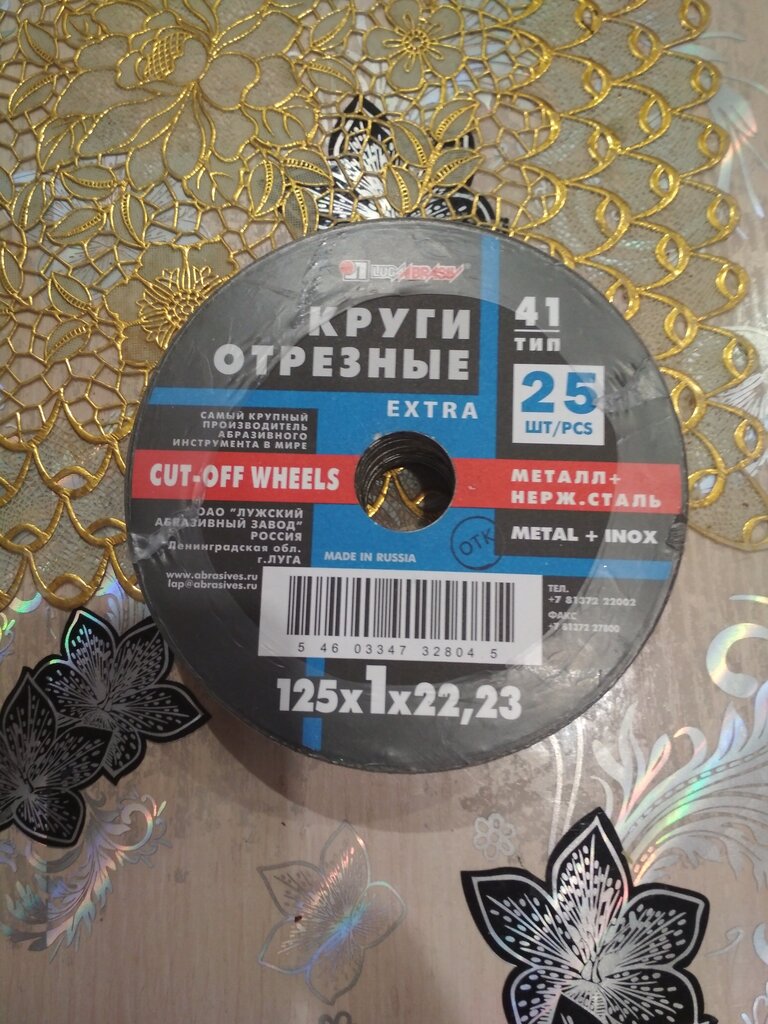 LUGAABRASIV
КРУГИ
ОТРЕЗНЫЕ
EXTRA
41
ТИП
25
ШТ/PCS
САМЫЙ КРУПНЫЙ
ПРОИЗВОДИТЕЛЬ
АБРАЗИВНОГО
ИНСТРУМЕНТА В МИРЕ
CUT-OFF WHEELS
МЕТАЛЛ+
НЕРЖ.СТАЛЬ
METAL + INOX
ОАО "ЛУЖСКИЙ
АБРАЗИВНЫЙ ЗАВОД"
РОССИЯ
Ленинградская обл.
г.ЛУГА
www.abrasives.ru
lap@abrasives.ru
MADE IN RUSSIA
ОТК
ТЕЛ.
+7 81372 22002
ФАКС
+7 81372 27800
5 46 03347 32804 5
125x1x22,23